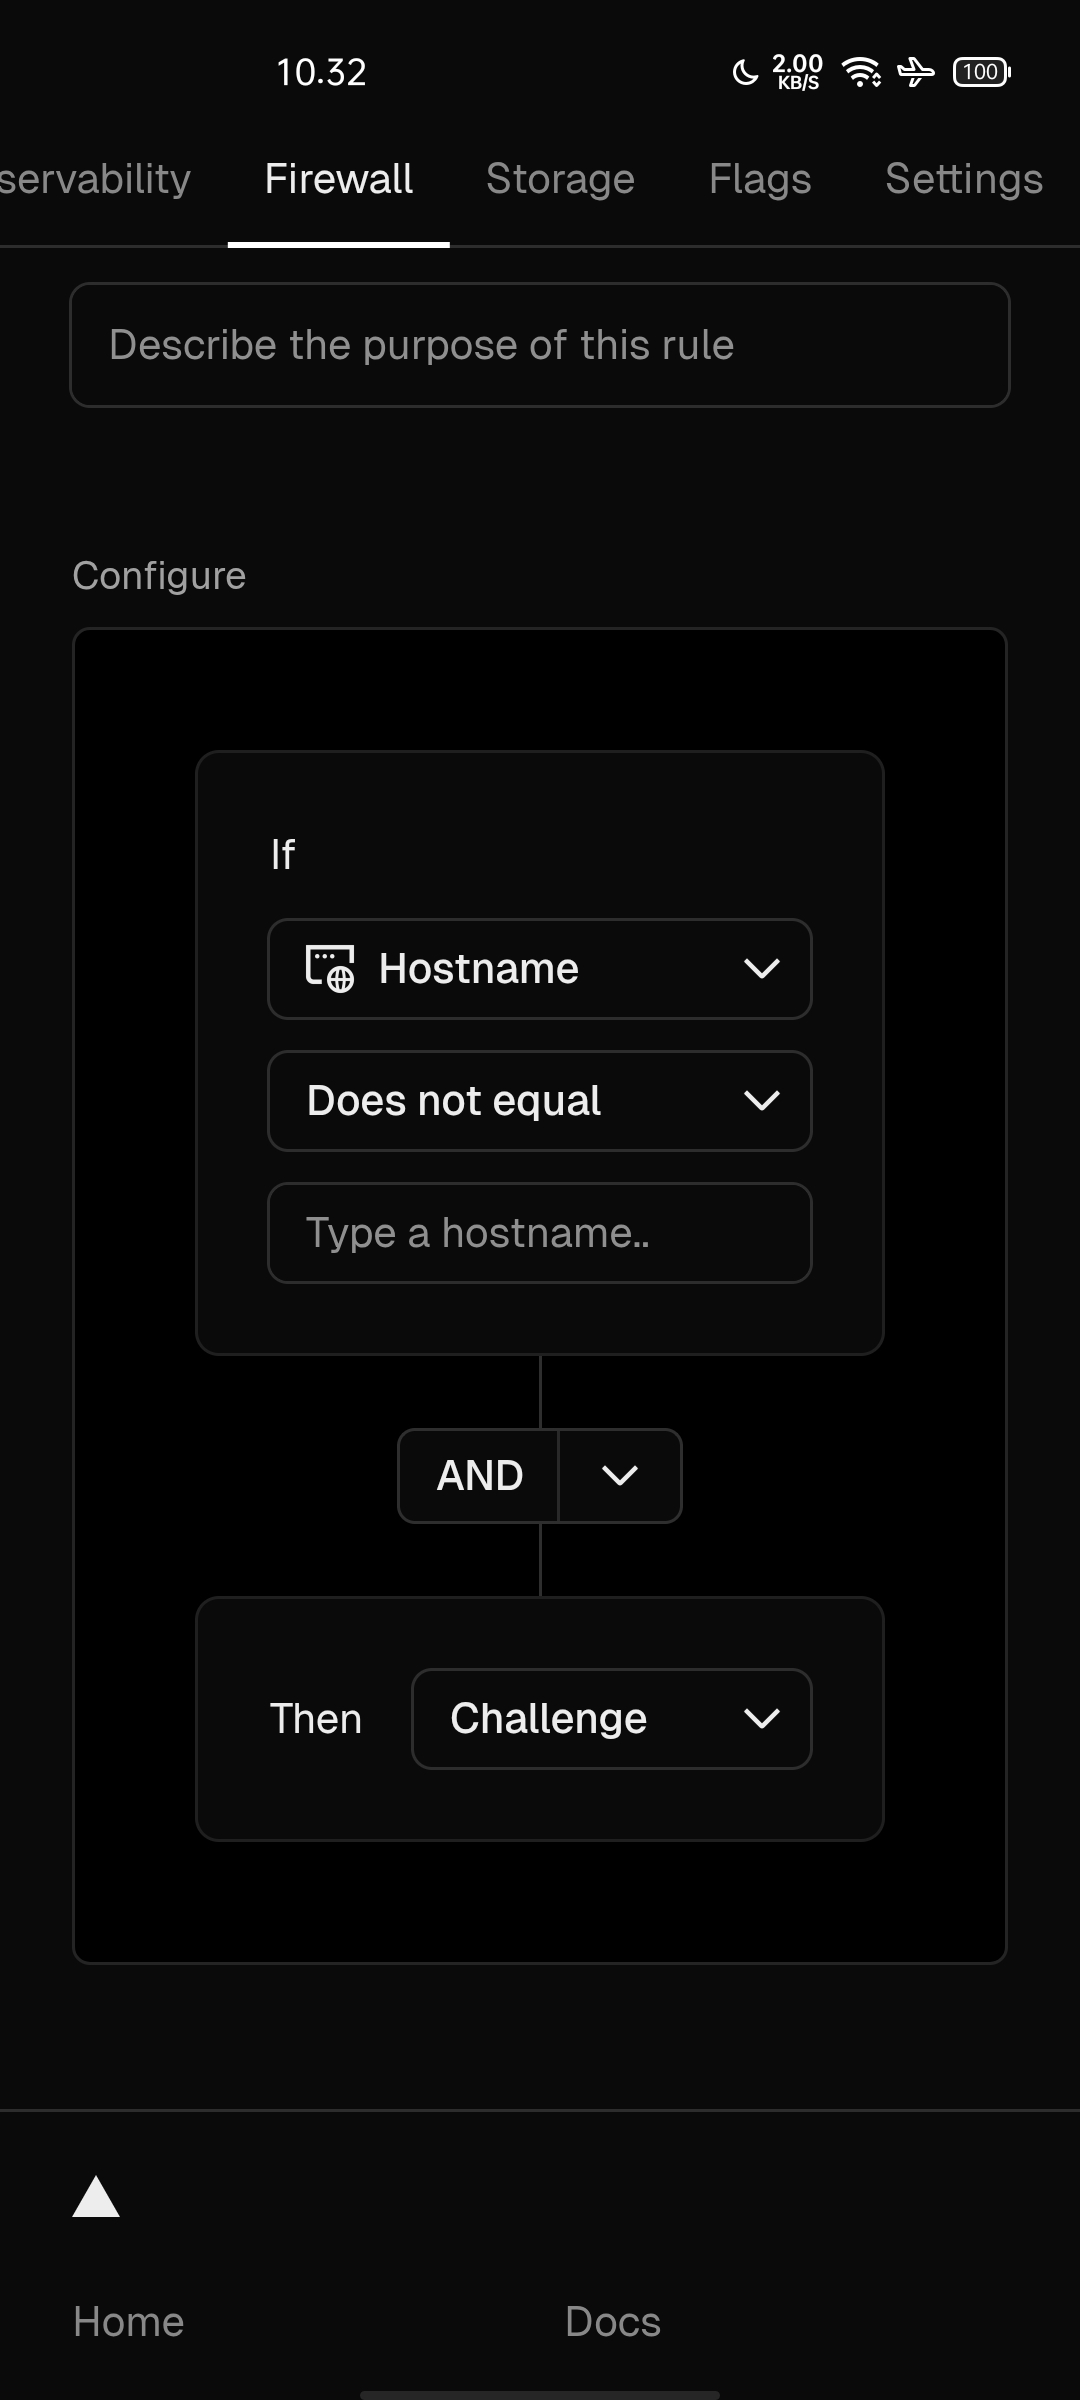 10.32 2.00 KB/S 100
servability Firewall Storage Flags Settings
Describe the purpose of this rule
Configure
If
Hostname
Does not equal
Type a hostname..
AND
Then Challenge
Home Docs